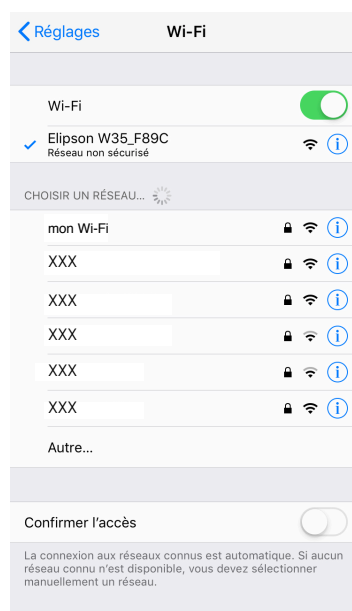 Réglages Wi-Fi
Wi-Fi
Elipson W35_F89C
Réseau non sécurisé
CHOISIR UN RÉSEAU...
mon Wi-Fi
XXX
XXX
XXX
XXX
XXX
Autre...
Confirmer l'accès
La connexion aux réseaux connus est automatique. Si aucun
réseau connu n'est disponible, vous devez sélectionner
manuellement un réseau.